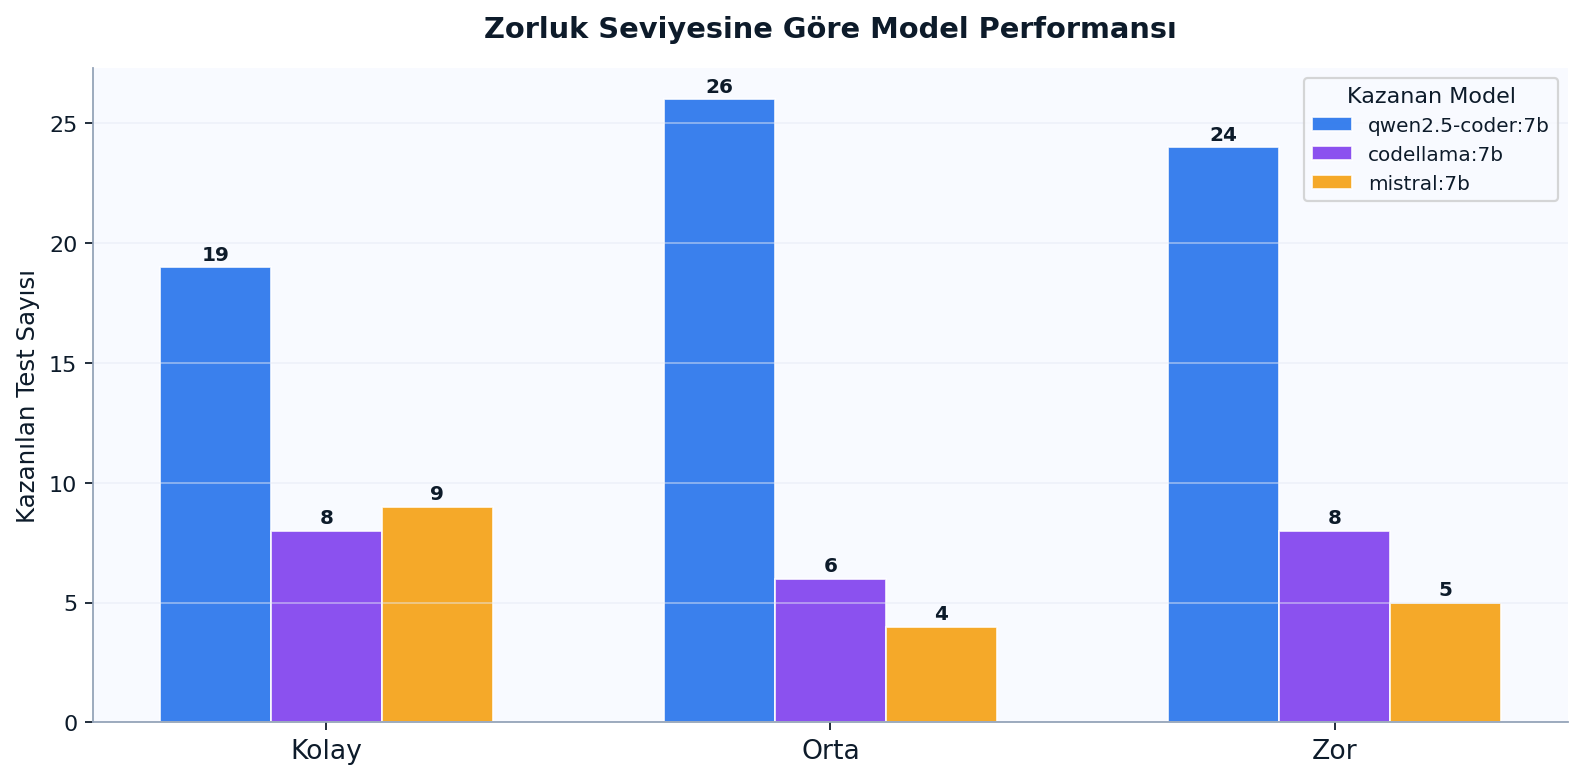 Zorluk Seviyesine Göre Model Performansı
Kazanılan Test Sayısı
25
20
15
10
5
0
19
8
9
26
6
4
24
8
5
Kazanan Model
qwen2.5-coder:7b
codellama:7b
mistral:7b
Kolay
Orta
Zor